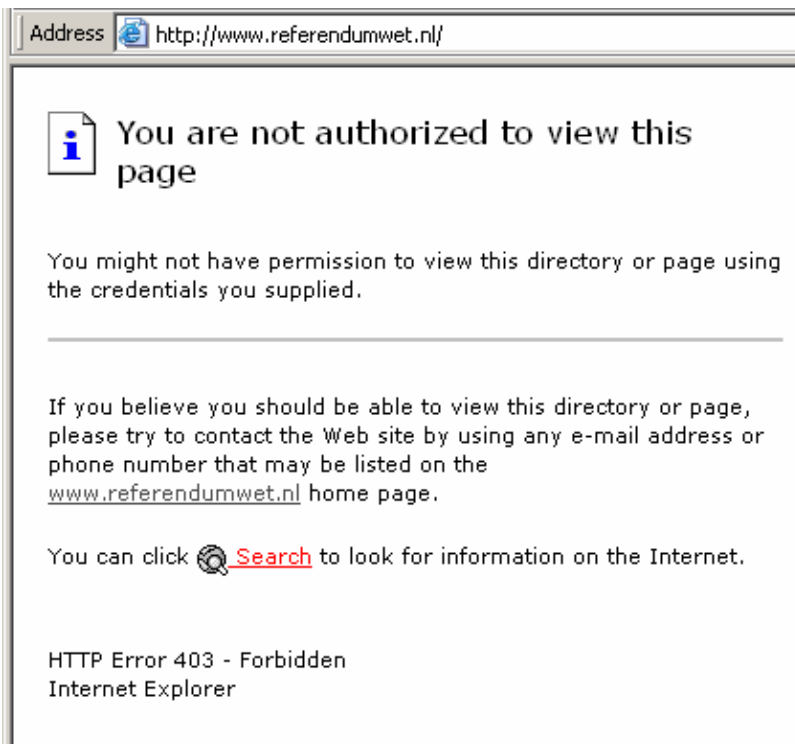 Address http://www.referendumwet.nl/
You are not authorized to view this
page
You might not have permission to view this directory or page using
the credentials you supplied.
If you believe you should be able to view this directory or page,
please try to contact the Web site by using any e-mail address or
phone number that may be listed on the
www.referendumwet.nl home page.
You can click Search to look for information on the Internet.
HTTP Error 403 - Forbidden
Internet Explorer